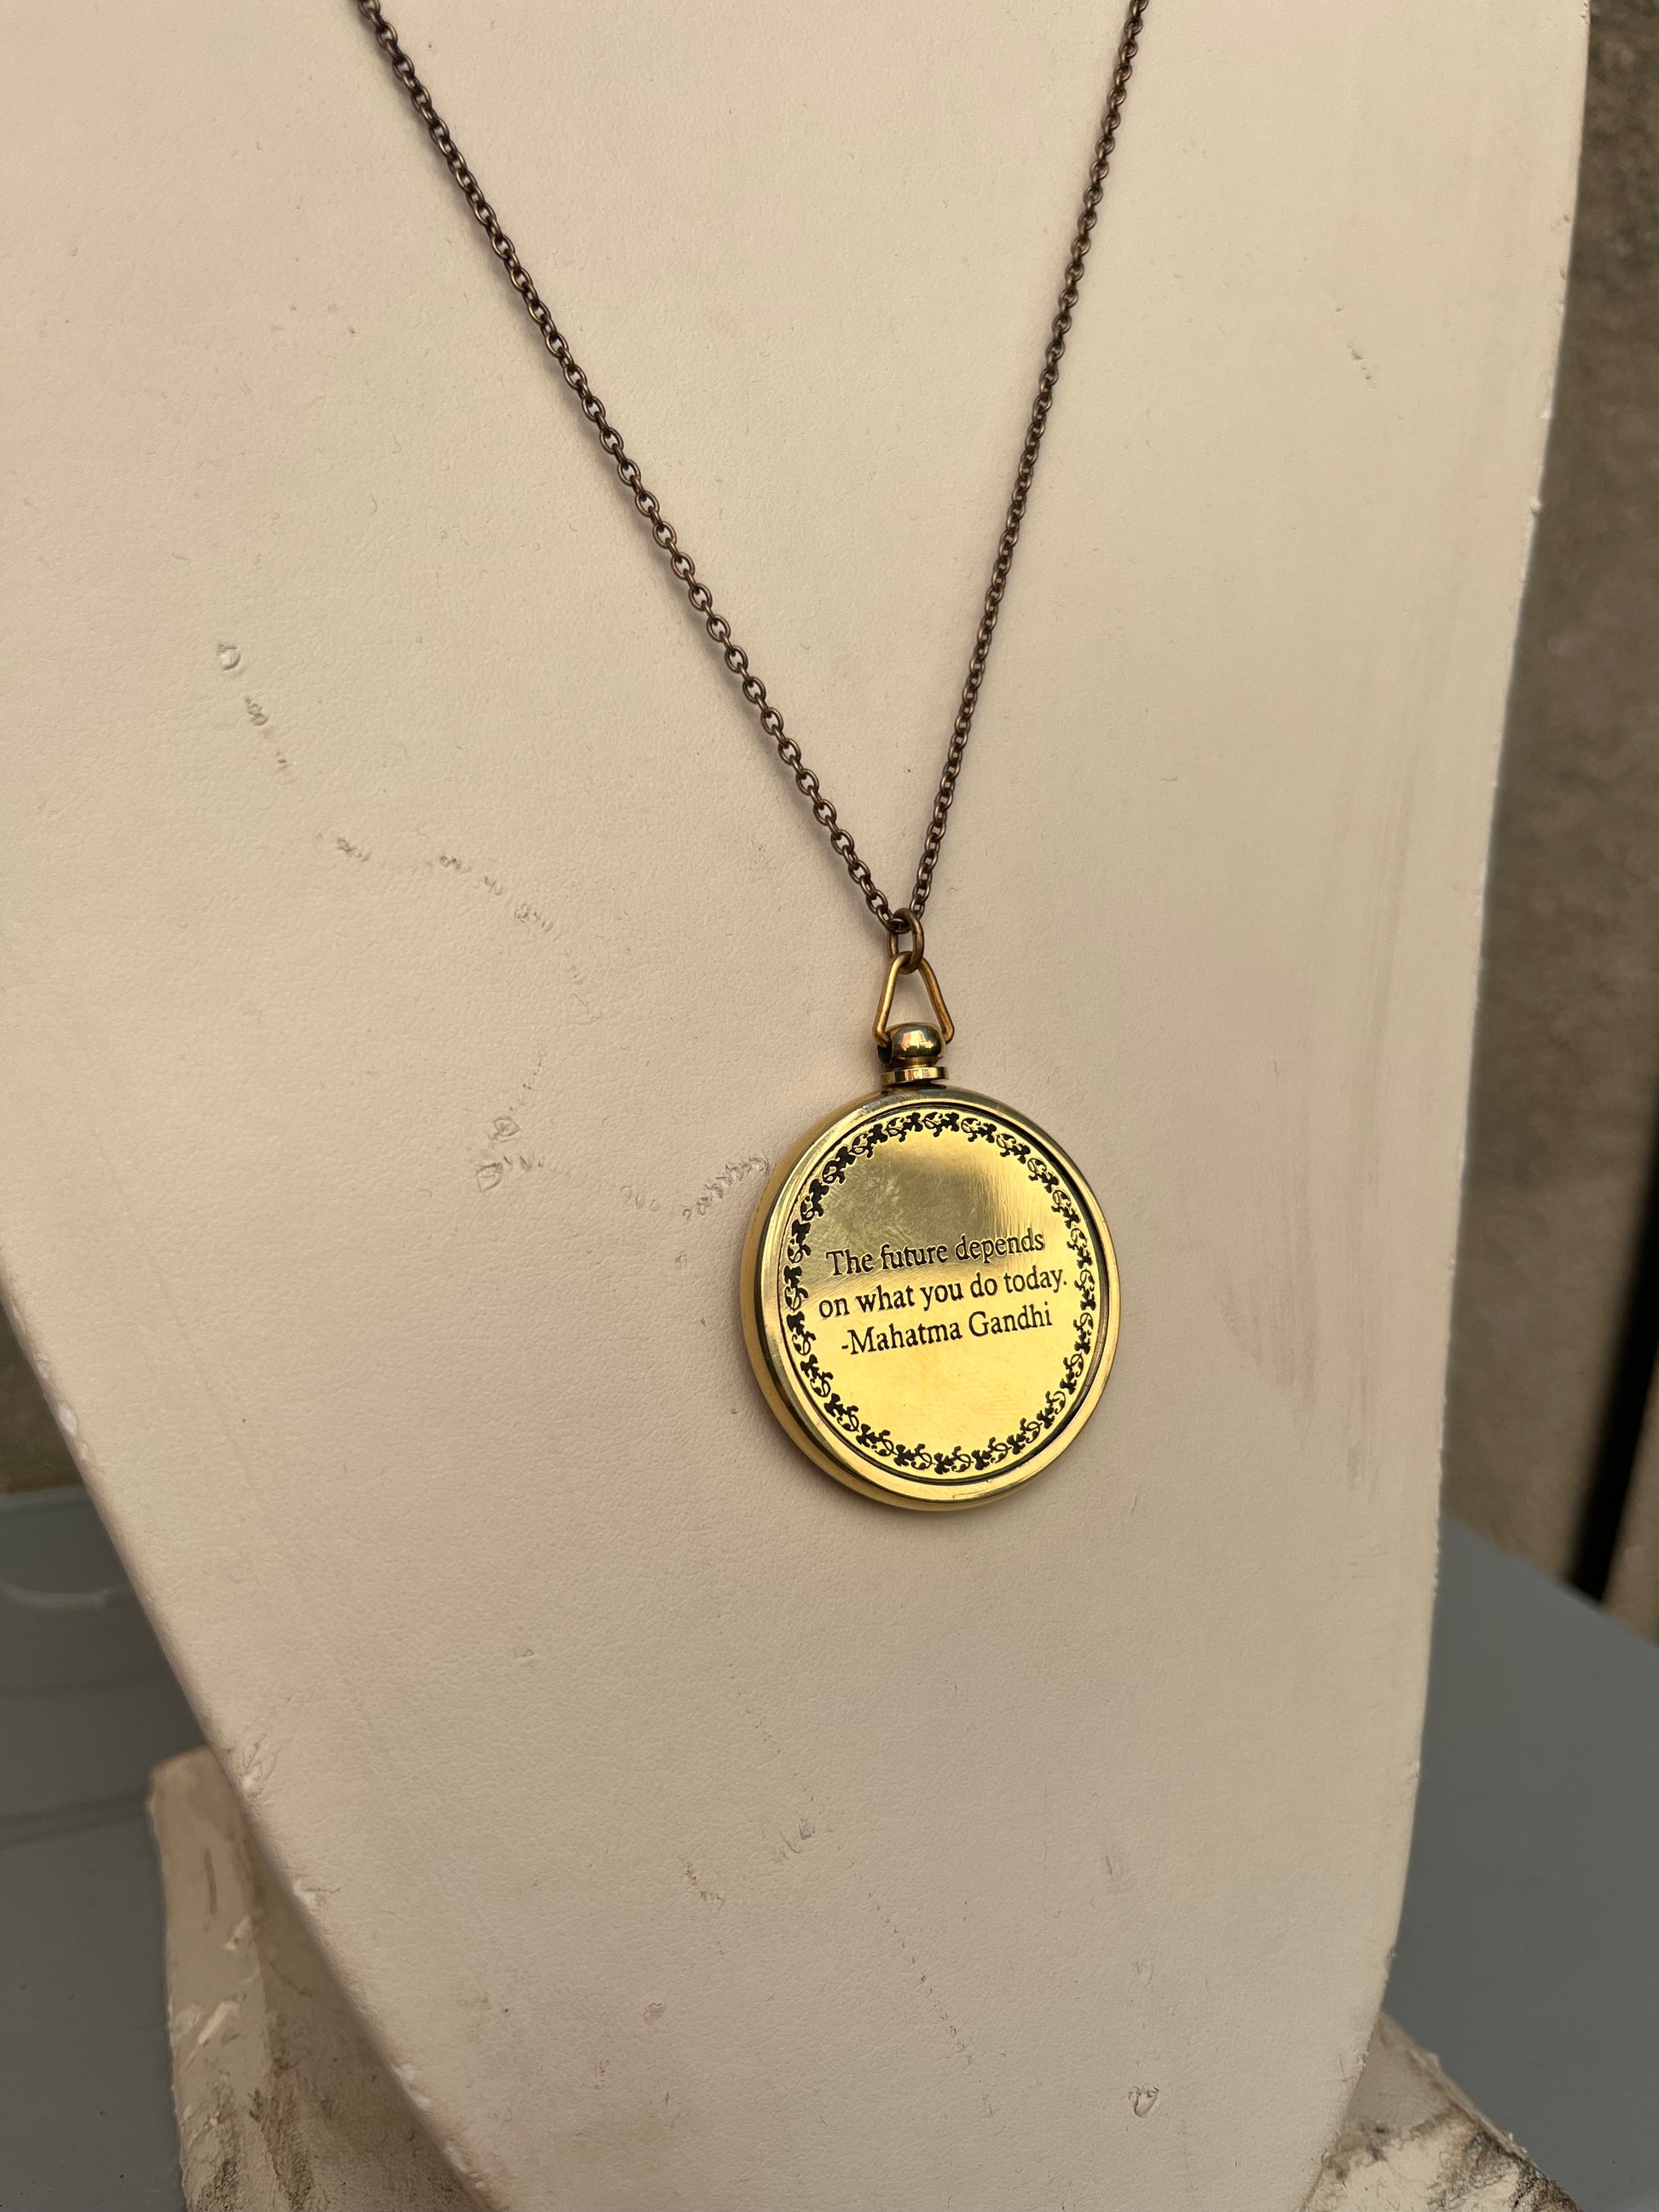 The future depends
on what you do today.
-Mahatma Gandhi